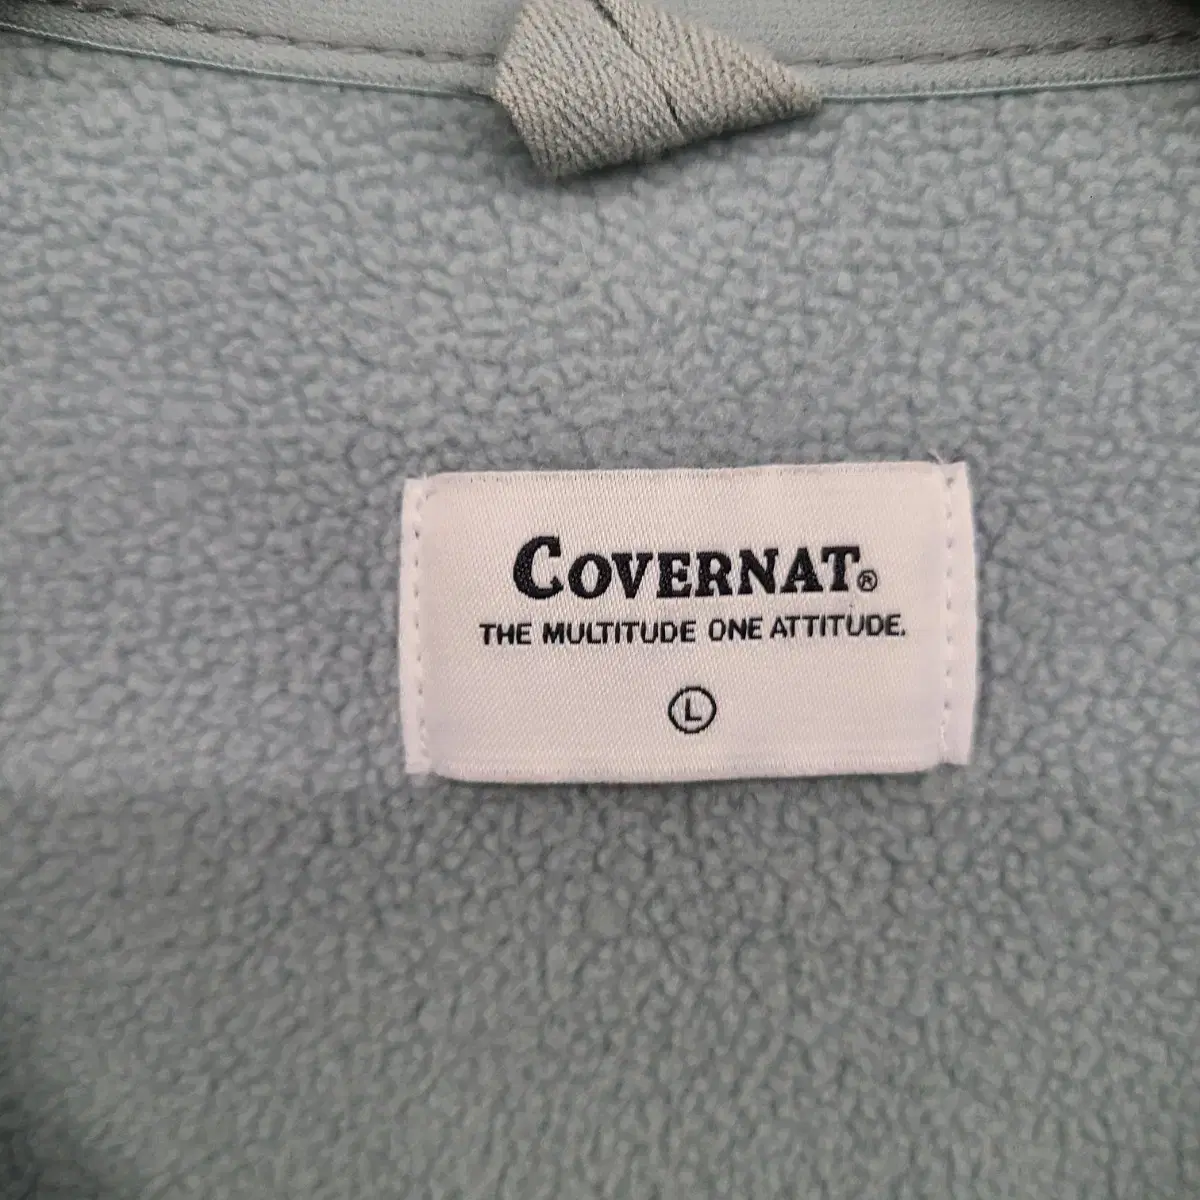 COVERNAT®
THE MULTITUDE ONE ATTITUDE.
L